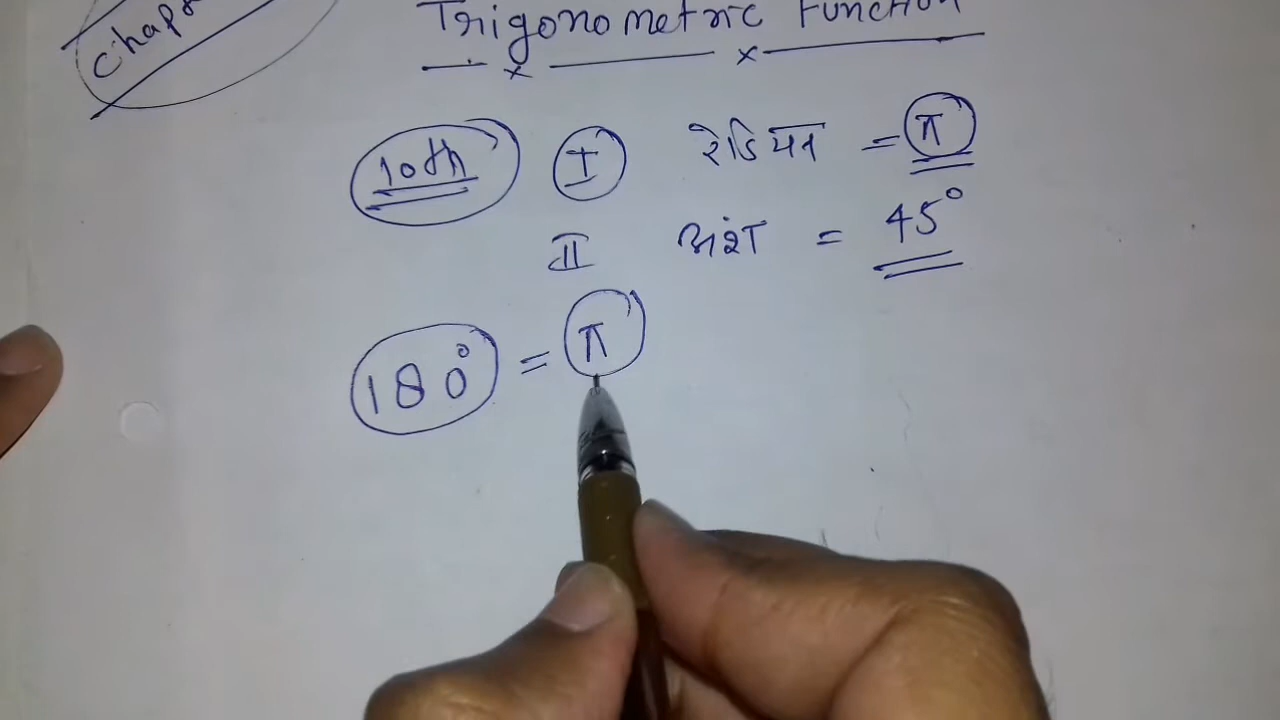 Trigonometric Function
10th I रेडियन = π
II अंश = 45°
180° = π